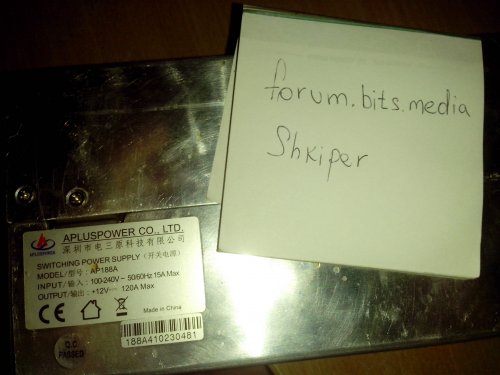 forum.bits.media
Shkiper
APLUSPOWER CO., LTD.
深圳市电三原科技有限公司
APLUSPOWER
SWITCHING POWER SUPPLY (开关电源)
MODEL/型号: AP188A
INPUT/输入: 100-240V~ 50/60Hz 15A Max
OUTPUT/输出: +12V⎓ 120A Max
Made in China
188A410230481
Q.C
PASSED